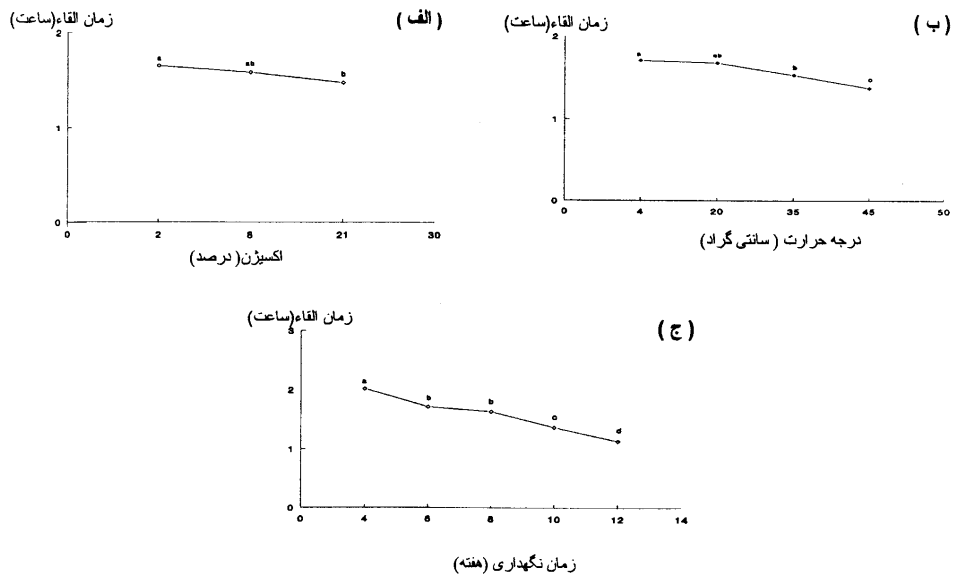 زمان القاء(ساعت)
( الف )
2
a
ab
b
1
0
0 2 8 21 30
اکسیژن( درصد)
زمان القاء(ساعت)
( ب )
2
a
ab
b
c
1
0
0 4 20 35 45 50
درجه حرارت ( سانتی گراد)
زمان القاء(ساعت)
( ج )
3
a
2
b
b
c
d
1
0
0 4 6 8 10 12 14
زمان نگهداری (هفته)